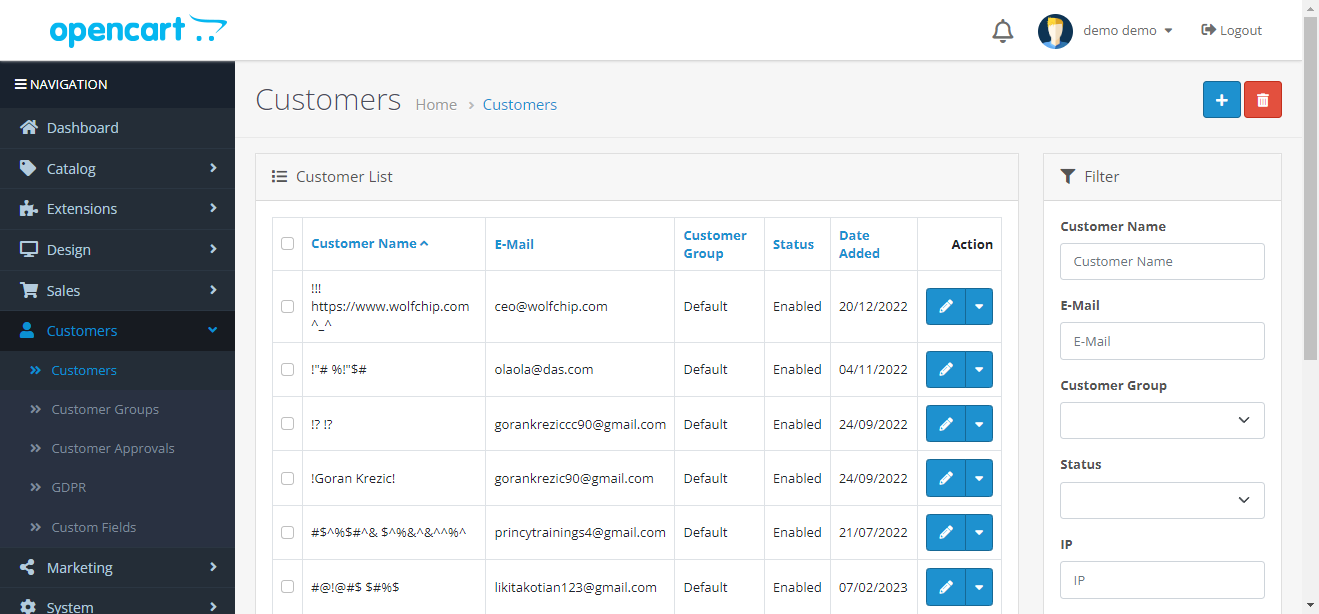 opencart
demo demo
Logout
NAVIGATION
Dashboard
Catalog
Extensions
Design
Sales
Customers
Customers
Customer Groups
Customer Approvals
GDPR
Custom Fields
Marketing
System
Customers Home › Customers
Customer List
Customer Name E-Mail Customer Group Status Date Added Action
!!! https://www.wolfchip.com ^_^ ceo@wolfchip.com Default Enabled 20/12/2022
!"# %!"$# olaola@das.com Default Enabled 04/11/2022
!? !? gorankreziccc90@gmail.com Default Enabled 24/09/2022
!Goran Krezic! gorankrezic90@gmail.com Default Enabled 24/09/2022
#$^%$#^& $^%&^&^^%^ princytrainings4@gmail.com Default Enabled 21/07/2022
#@!@#$ $#%$ likitakotian123@gmail.com Default Enabled 07/02/2023
Filter
Customer Name
Customer Name
E-Mail
E-Mail
Customer Group
Status
IP
IP